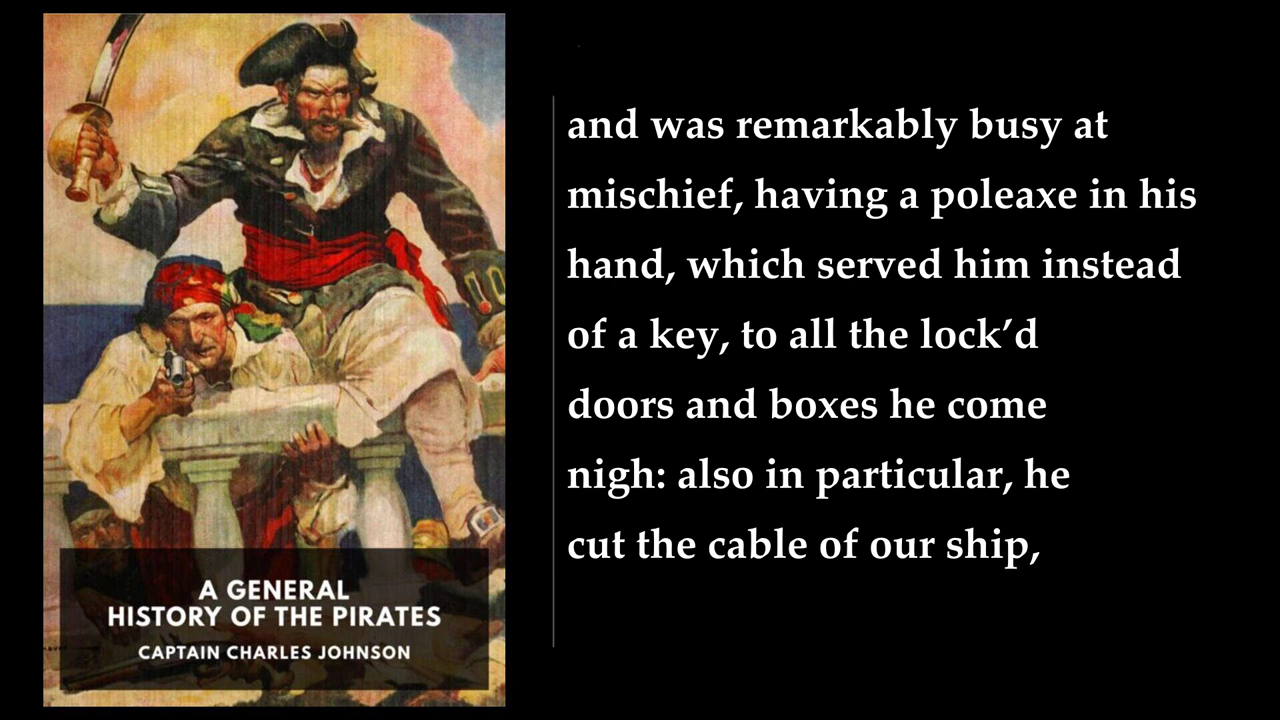 A GENERAL
HISTORY OF THE PIRATES
CAPTAIN CHARLES JOHNSON
and was remarkably busy at
mischief, having a poleaxe in his
hand, which served him instead
of a key, to all the lock’d
doors and boxes he come
nigh: also in particular, he
cut the cable of our ship,